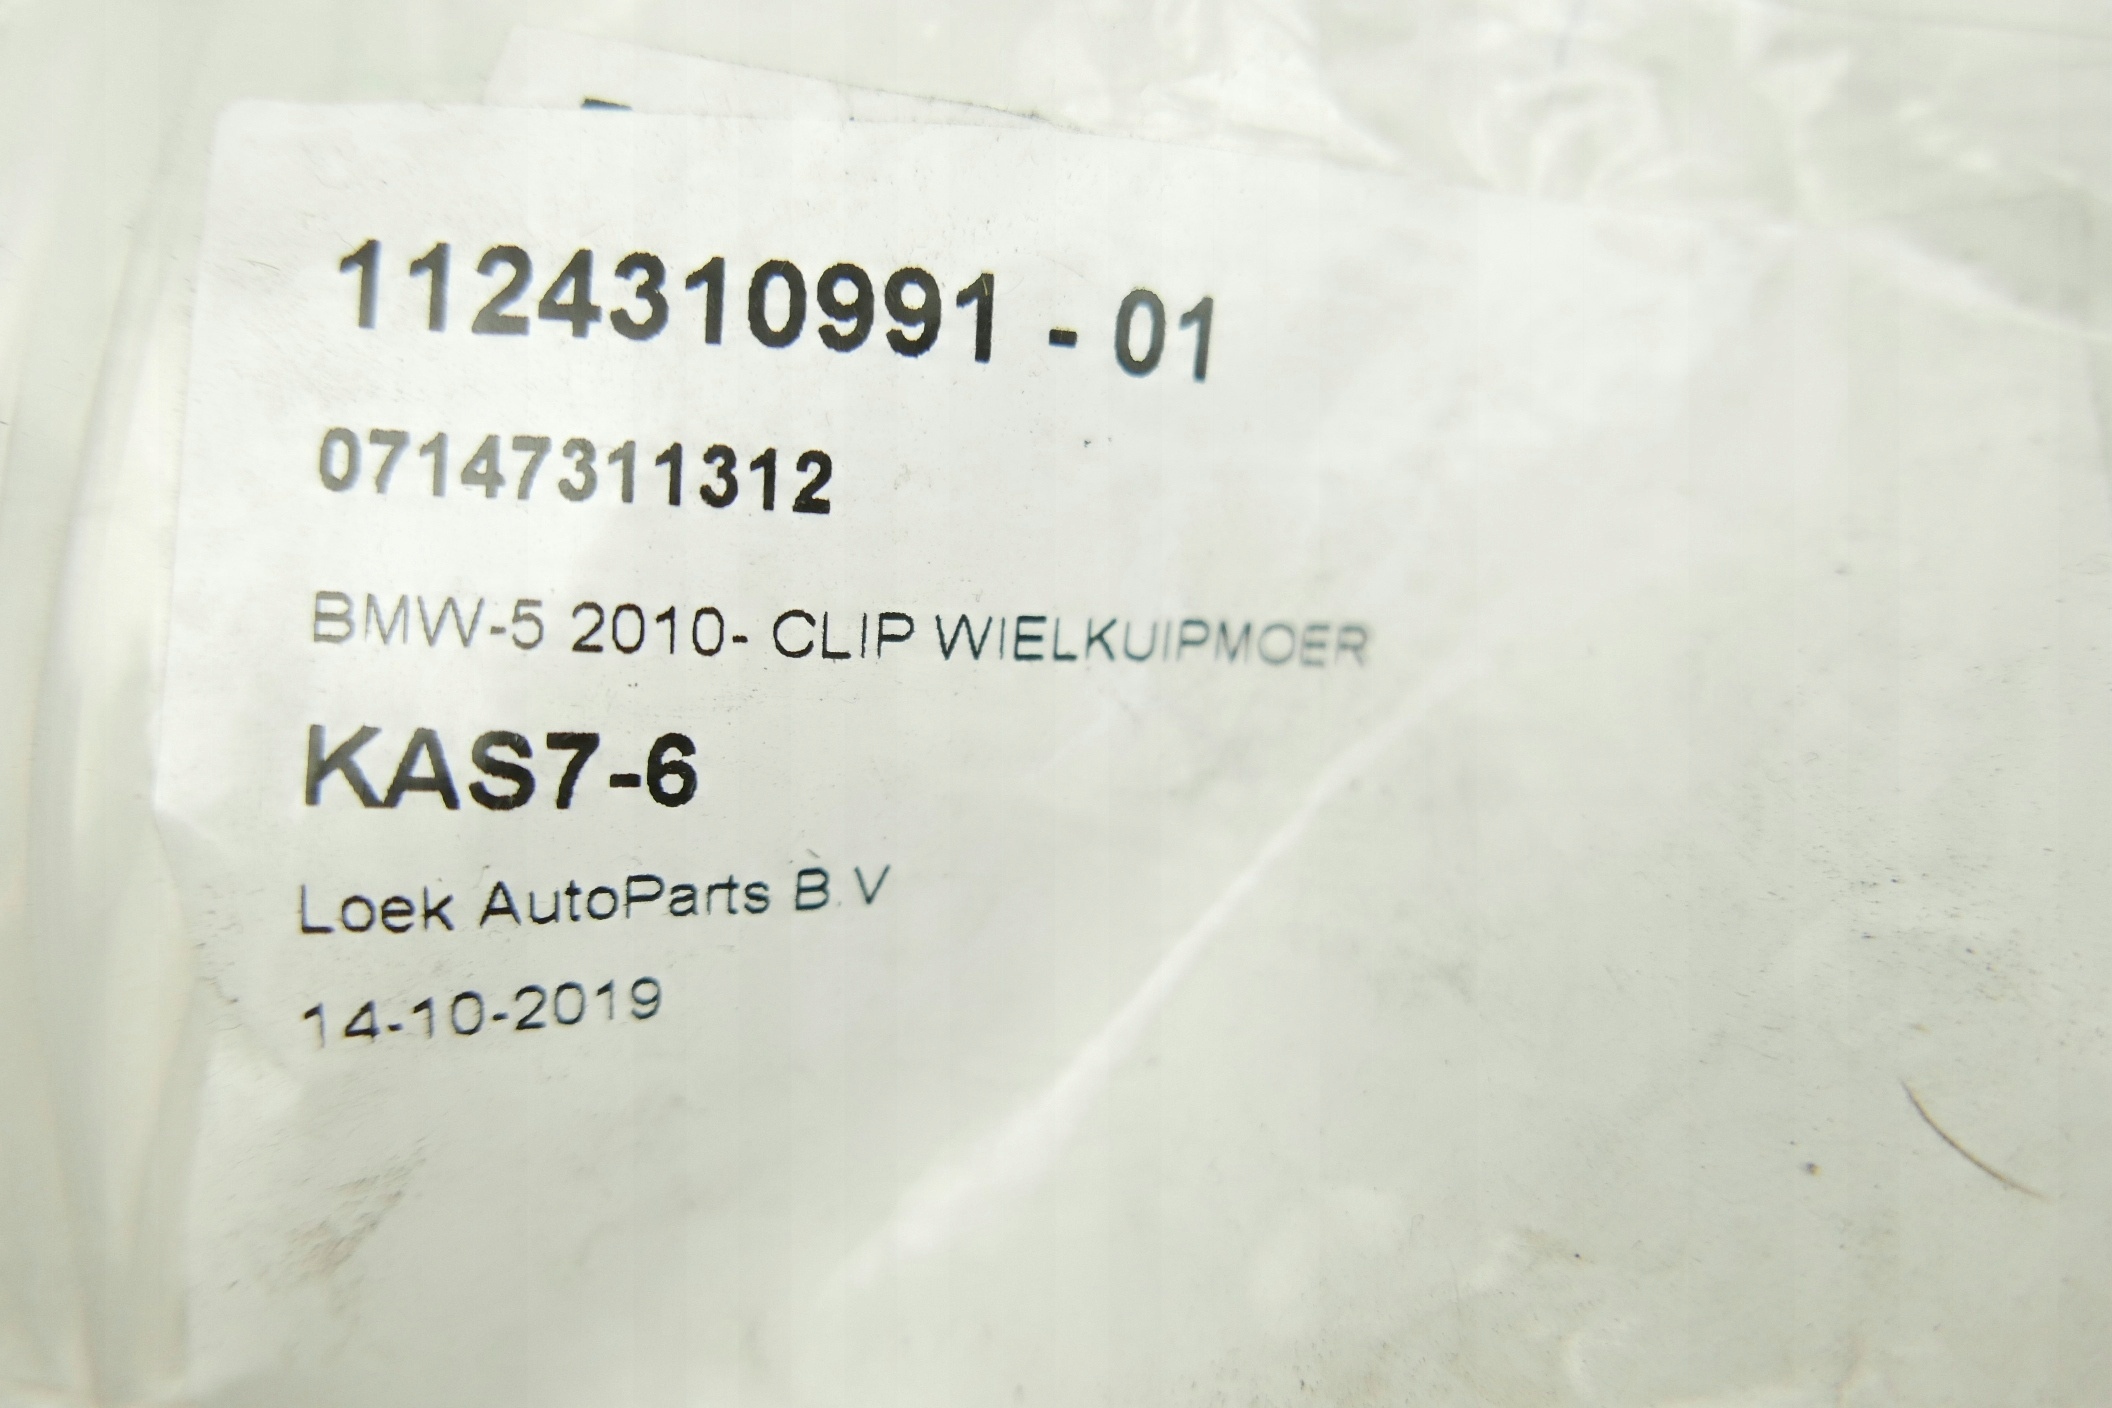 1124310991 - 01
07147311312
BMW-5 2010- CLIP WIELKUIPMOER
KAS7-6
Loek AutoParts B.V
14-10-2019